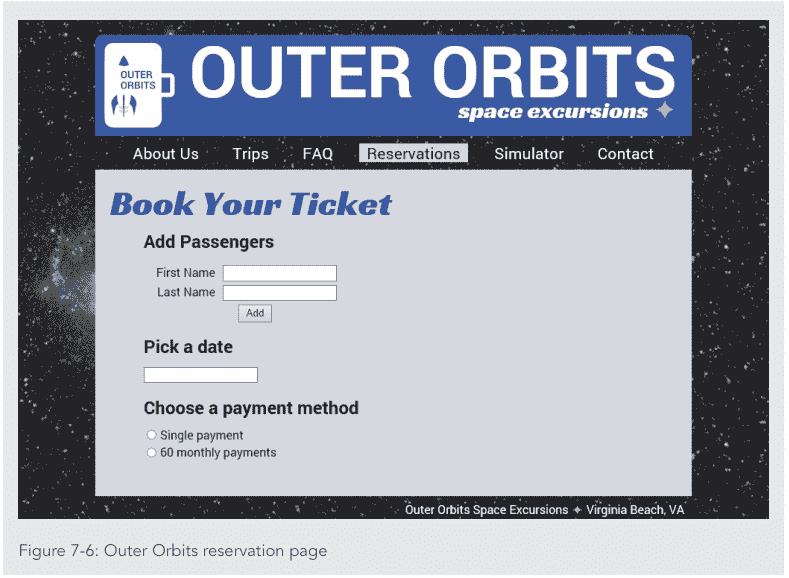 OUTER
ORBITS
OUTER ORBITS
space excursions
About Us Trips FAQ Reservations Simulator Contact
Book Your Ticket
Add Passengers
First Name
Last Name
Add
Pick a date
Choose a payment method
Single payment
60 monthly payments
Outer Orbits Space Excursions ✦ Virginia Beach, VA
Figure 7-6: Outer Orbits reservation page